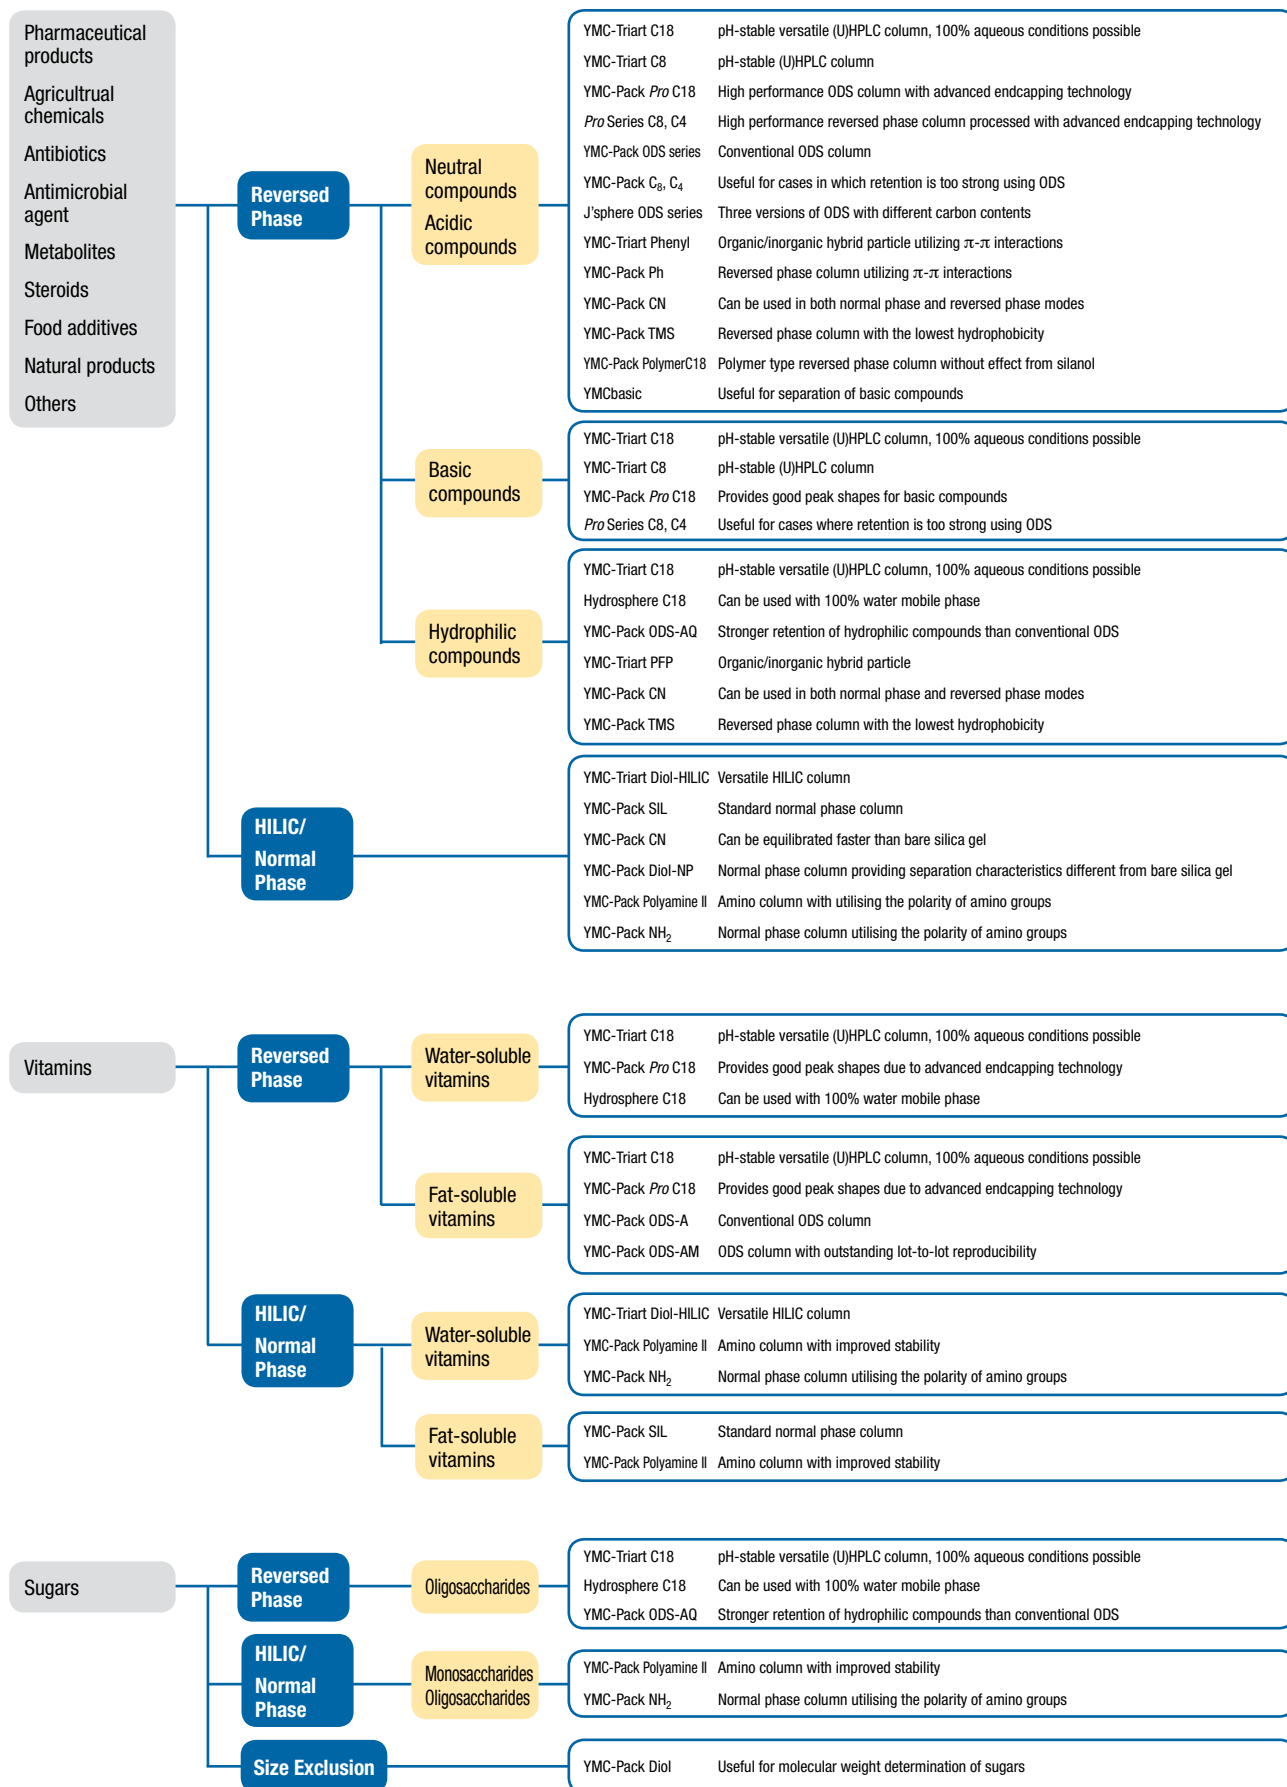 Pharmaceutical
products
Agricultrual
chemicals
Antibiotics
Antimicrobial
agent
Metabolites
Steroids
Food additives
Natural products
Others
Reversed
Phase
Neutral
compounds
Acidic
compounds
YMC-Triart C18 pH-stable versatile (U)HPLC column, 100% aqueous conditions possible
YMC-Triart C8 pH-stable (U)HPLC column
YMC-Pack Pro C18 High performance ODS column with advanced endcapping technology
Pro Series C8, C4 High performance reversed phase column processed with advanced endcapping technology
YMC-Pack ODS series Conventional ODS column
YMC-Pack C8, C4 Useful for cases in which retention is too strong using ODS
J'sphere ODS series Three versions of ODS with different carbon contents
YMC-Triart Phenyl Organic/inorganic hybrid particle utilizing π-π interactions
YMC-Pack Ph Reversed phase column utilizing π-π interactions
YMC-Pack CN Can be used in both normal phase and reversed phase modes
YMC-Pack TMS Reversed phase column with the lowest hydrophobicity
YMC-Pack PolymerC18 Polymer type reversed phase column without effect from silanol
YMCbasic Useful for separation of basic compounds
Basic
compounds
YMC-Triart C18 pH-stable versatile (U)HPLC column, 100% aqueous conditions possible
YMC-Triart C8 pH-stable (U)HPLC column
YMC-Pack Pro C18 Provides good peak shapes for basic compounds
Pro Series C8, C4 Useful for cases where retention is too strong using ODS
Hydrophilic
compounds
YMC-Triart C18 pH-stable versatile (U)HPLC column, 100% aqueous conditions possible
Hydrosphere C18 Can be used with 100% water mobile phase
YMC-Pack ODS-AQ Stronger retention of hydrophilic compounds than conventional ODS
YMC-Triart PFP Organic/inorganic hybrid particle
YMC-Pack CN Can be used in both normal phase and reversed phase modes
YMC-Pack TMS Reversed phase column with the lowest hydrophobicity
HILIC/
Normal
Phase
YMC-Triart Diol-HILIC Versatile HILIC column
YMC-Pack SIL Standard normal phase column
YMC-Pack CN Can be equilibrated faster than bare silica gel
YMC-Pack Diol-NP Normal phase column providing separation characteristics different from bare silica gel
YMC-Pack Polyamine II Amino column with utilising the polarity of amino groups
YMC-Pack NH2 Normal phase column utilising the polarity of amino groups
Vitamins
Reversed
Phase
Water-soluble
vitamins
YMC-Triart C18 pH-stable versatile (U)HPLC column, 100% aqueous conditions possible
YMC-Pack Pro C18 Provides good peak shapes due to advanced endcapping technology
Hydrosphere C18 Can be used with 100% water mobile phase
Fat-soluble
vitamins
YMC-Triart C18 pH-stable versatile (U)HPLC column, 100% aqueous conditions possible
YMC-Pack Pro C18 Provides good peak shapes due to advanced endcapping technology
YMC-Pack ODS-A Conventional ODS column
YMC-Pack ODS-AM ODS column with outstanding lot-to-lot reproducibility
HILIC/
Normal
Phase
Water-soluble
vitamins
YMC-Triart Diol-HILIC Versatile HILIC column
YMC-Pack Polyamine II Amino column with improved stability
YMC-Pack NH2 Normal phase column utilising the polarity of amino groups
Fat-soluble
vitamins
YMC-Pack SIL Standard normal phase column
YMC-Pack Polyamine II Amino column with improved stability
Sugars
Reversed
Phase
Oligosaccharides
YMC-Triart C18 pH-stable versatile (U)HPLC column, 100% aqueous conditions possible
Hydrosphere C18 Can be used with 100% water mobile phase
YMC-Pack ODS-AQ Stronger retention of hydrophilic compounds than conventional ODS
HILIC/
Normal
Phase
Monosaccharides
Oligosaccharides
YMC-Pack Polyamine II Amino column with improved stability
YMC-Pack NH2 Normal phase column utilising the polarity of amino groups
Size Exclusion
YMC-Pack Diol Useful for molecular weight determination of sugars